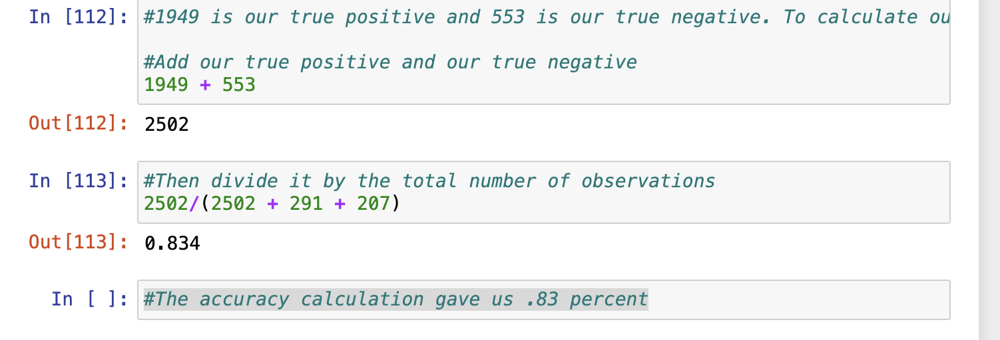 In [112]: #1949 is our true positive and 553 is our true negative. To calculate
#Add our true positive and our true negative
1949 + 553
Out[112]: 2502
In [113]: #Then divide it by the total number of observations
2502/(2502 + 291 + 207)
Out[113]: 0.834
In [ ]: #The accuracy calculation gave us .83 percent